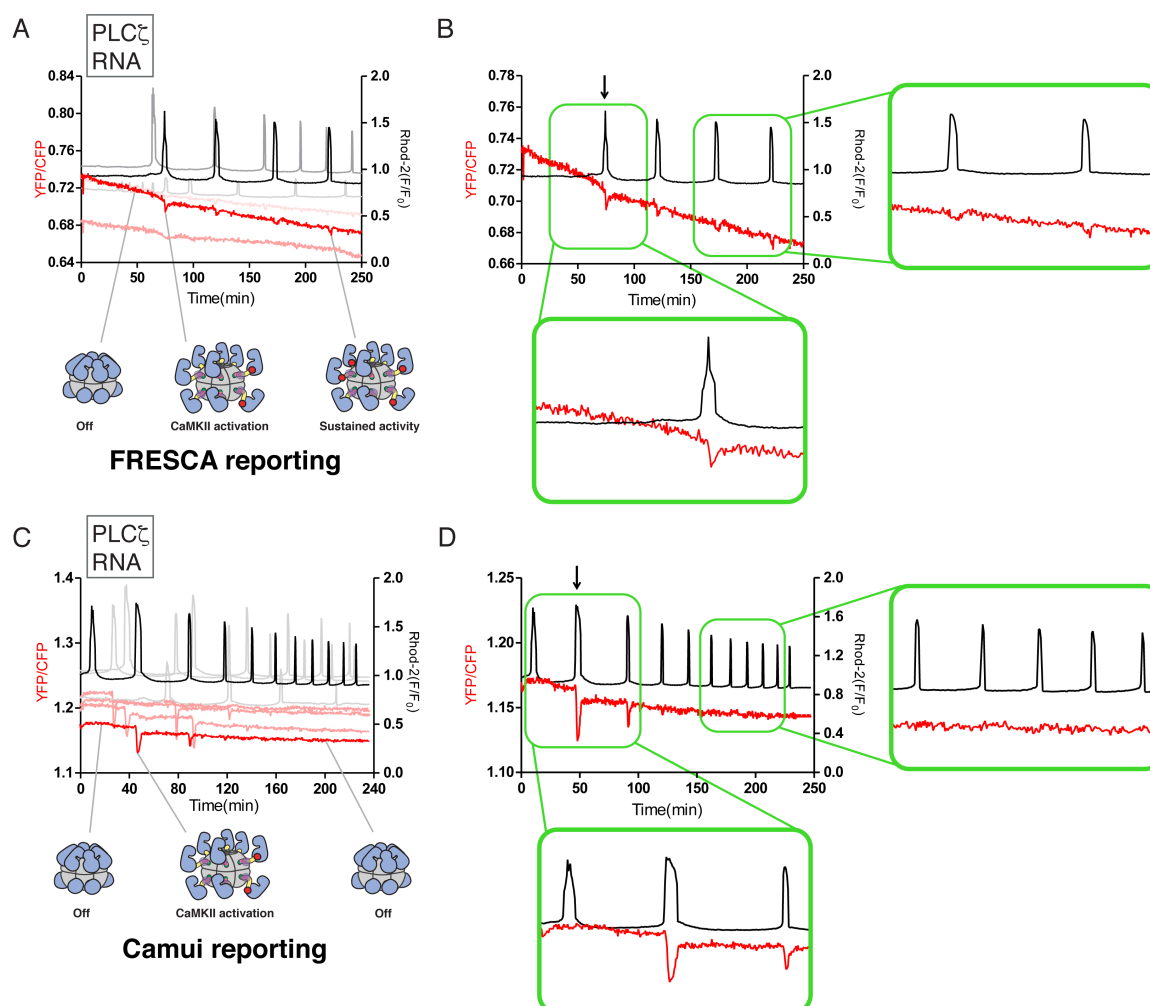 A
PLCζ
RNA
YFP/CFP
0.84
0.80
0.76
0.72
0.68
0.64
2.0
1.5
1.0
0.5
0.0
Rhod-2(F/F0)
0 50 100 150 200 250
Time(min)
Off
CaMKII activation
Sustained activity
FRESCA reporting
B
YFP/CFP
0.78
0.76
0.74
0.72
0.70
0.68
0.66
2.0
1.5
1.0
0.5
0.0
Rhod-2(F/F0)
0 50 100 150 200 250
Time(min)
C
PLCζ
RNA
YFP/CFP
1.4
1.3
1.2
1.1
2.0
1.5
1.0
0.5
0.0
Rhod-2(F/F0)
0 40 80 120 160 200 240
Time(min)
Off
CaMKII activation
Off
Camui reporting
D
YFP/CFP
1.25
1.20
1.15
1.10
2.0
1.6
1.2
0.8
0.4
0.0
Rhod-2(F/F0)
0 50 100 150 200 250
Time(min)